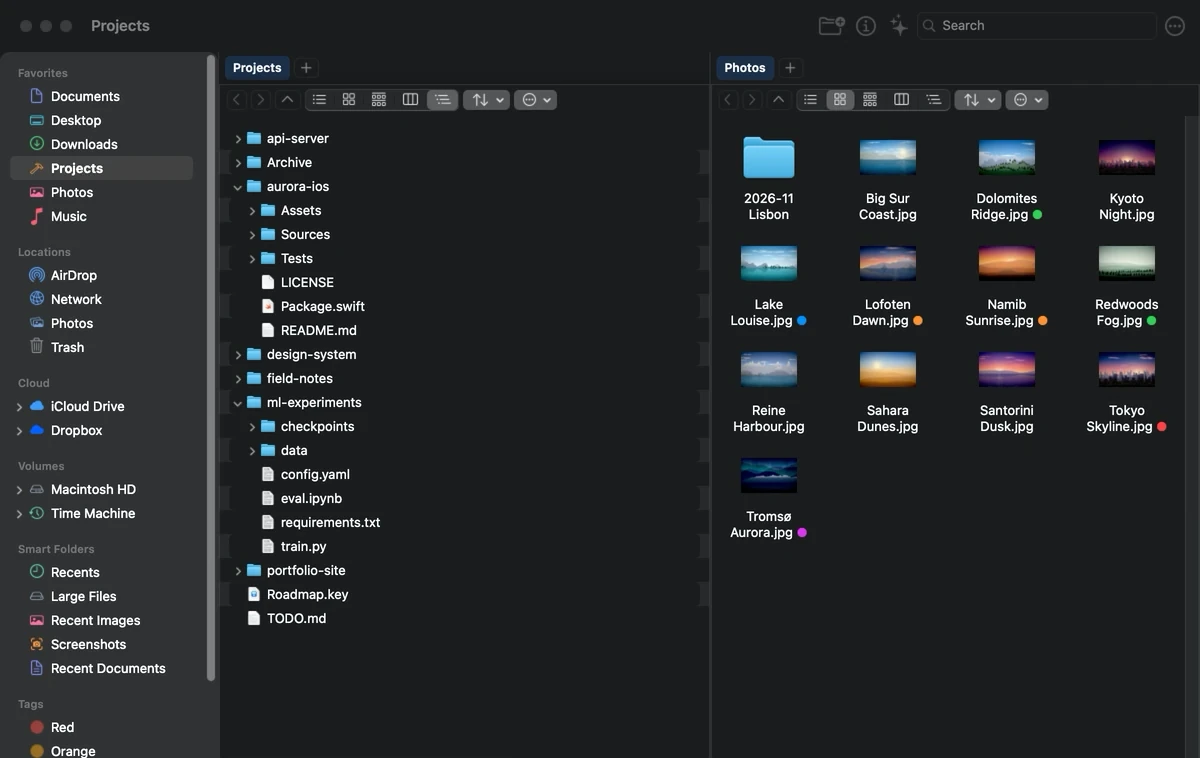 Projects
Search
Favorites
Documents
Desktop
Downloads
Projects
Photos
Music
Locations
AirDrop
Network
Photos
Trash
Cloud
iCloud Drive
Dropbox
Volumes
Macintosh HD
Time Machine
Smart Folders
Recents
Large Files
Recent Images
Screenshots
Recent Documents
Tags
Red
Orange
Projects
api-server
Archive
aurora-ios
Assets
Sources
Tests
LICENSE
Package.swift
README.md
design-system
field-notes
ml-experiments
checkpoints
data
config.yaml
eval.ipynb
requirements.txt
train.py
portfolio-site
Roadmap.key
TODO.md
Photos
2026-11
Lisbon
Big Sur
Coast.jpg
Dolomites
Ridge.jpg
Kyoto
Night.jpg
Lake
Louise.jpg
Lofoten
Dawn.jpg
Namib
Sunrise.jpg
Redwoods
Fog.jpg
Reine
Harbour.jpg
Sahara
Dunes.jpg
Santorini
Dusk.jpg
Tokyo
Skyline.jpg
Tromsø
Aurora.jpg